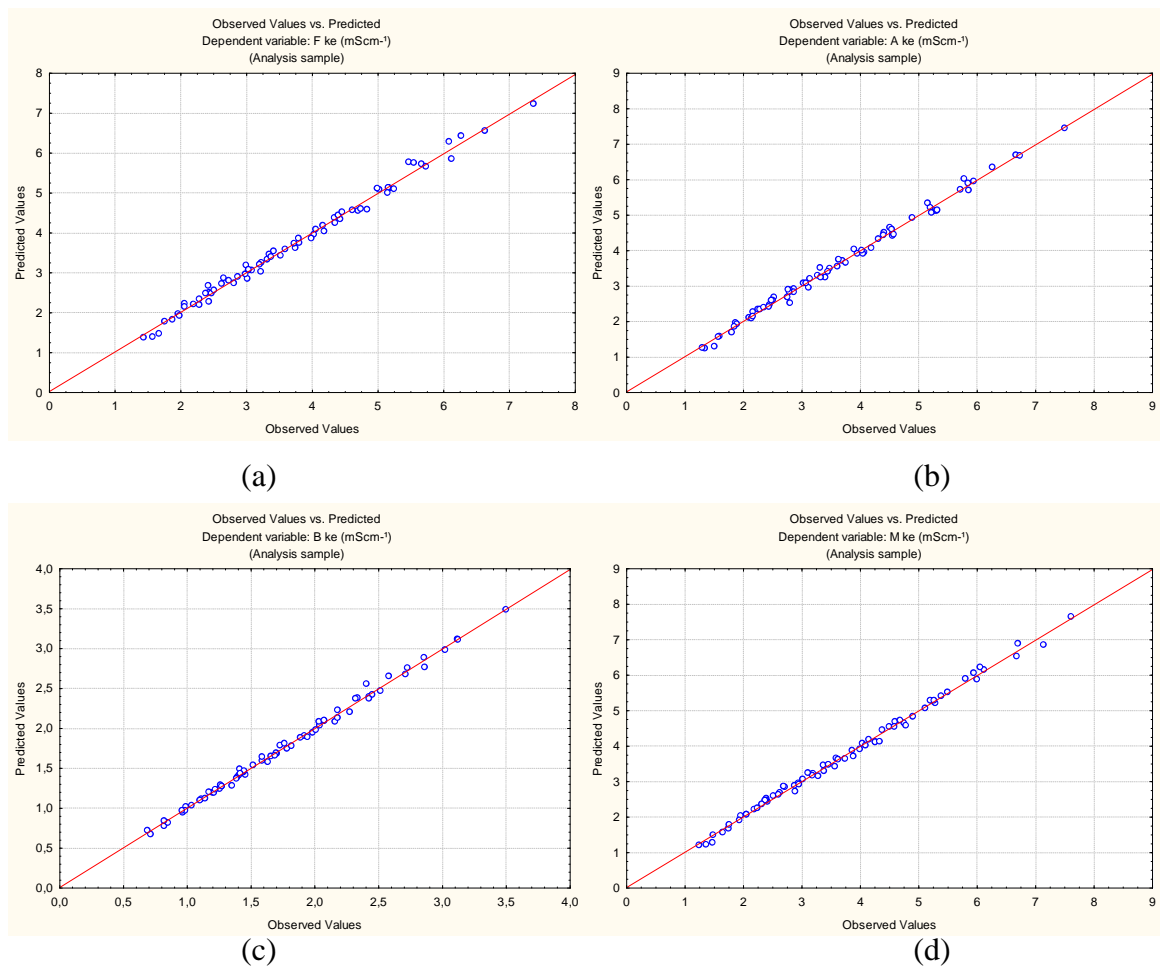 Observed Values vs. Predicted
Dependent variable: F ke (mScm-¹)
(Analysis sample)
8
7
6
5
4
3
2
1
0
Predicted Values
0 1 2 3 4 5 6 7 8
Observed Values
(a)
Observed Values vs. Predicted
Dependent variable: A ke (mScm-¹)
(Analysis sample)
9
8
7
6
5
4
3
2
1
0
Predicted Values
0 1 2 3 4 5 6 7 8 9
Observed Values
(b)
Observed Values vs. Predicted
Dependent variable: B ke (mScm-¹)
(Analysis sample)
4,0
3,5
3,0
2,5
2,0
1,5
1,0
0,5
0,0
Predicted Values
0,0 0,5 1,0 1,5 2,0 2,5 3,0 3,5 4,0
Observed Values
(c)
Observed Values vs. Predicted
Dependent variable: M ke (mScm-¹)
(Analysis sample)
9
8
7
6
5
4
3
2
1
0
Predicted Values
0 1 2 3 4 5 6 7 8 9
Observed Values
(d)